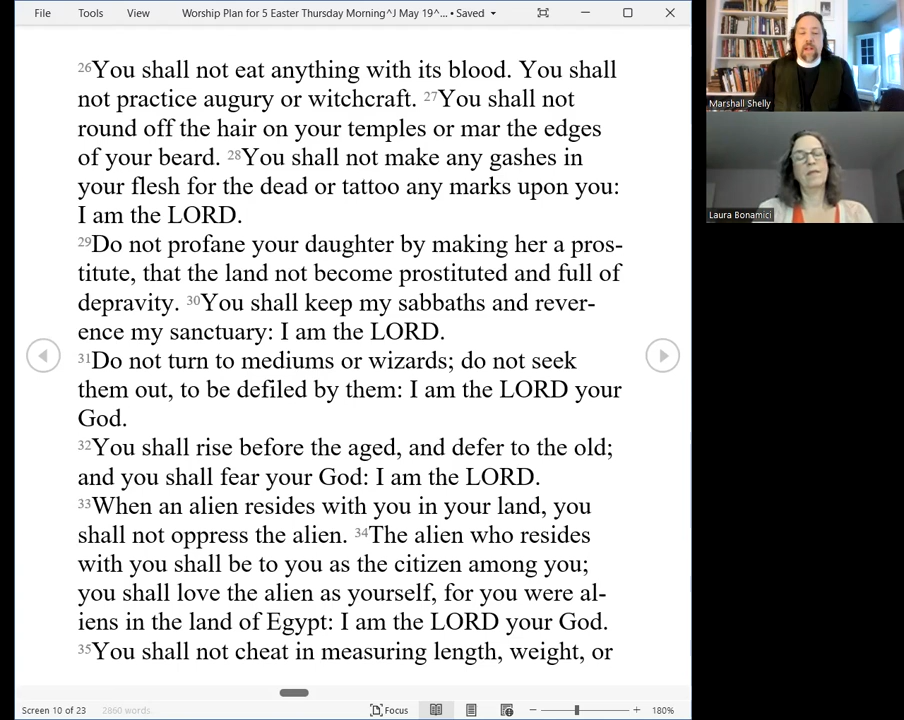 File Tools View Worship Plan for 5 Easter Thursday Morning^J May 19^... • Saved
26You shall not eat anything with its blood. You shall
not practice augury or witchcraft. 27You shall not
round off the hair on your temples or mar the edges
of your beard. 28You shall not make any gashes in
your flesh for the dead or tattoo any marks upon you:
I am the LORD.
29Do not profane your daughter by making her a pros-
titute, that the land not become prostituted and full of
depravity. 30You shall keep my sabbaths and rever-
ence my sanctuary: I am the LORD.
31Do not turn to mediums or wizards; do not seek
them out, to be defiled by them: I am the LORD your
God.
32You shall rise before the aged, and defer to the old;
and you shall fear your God: I am the LORD.
33When an alien resides with you in your land, you
shall not oppress the alien. 34The alien who resides
with you shall be to you as the citizen among you;
you shall love the alien as yourself, for you were al-
iens in the land of Egypt: I am the LORD your God.
35You shall not cheat in measuring length, weight, or
Screen 10 of 23 2860 words Focus 180%
Marshall Shelly
Laura Bonamici